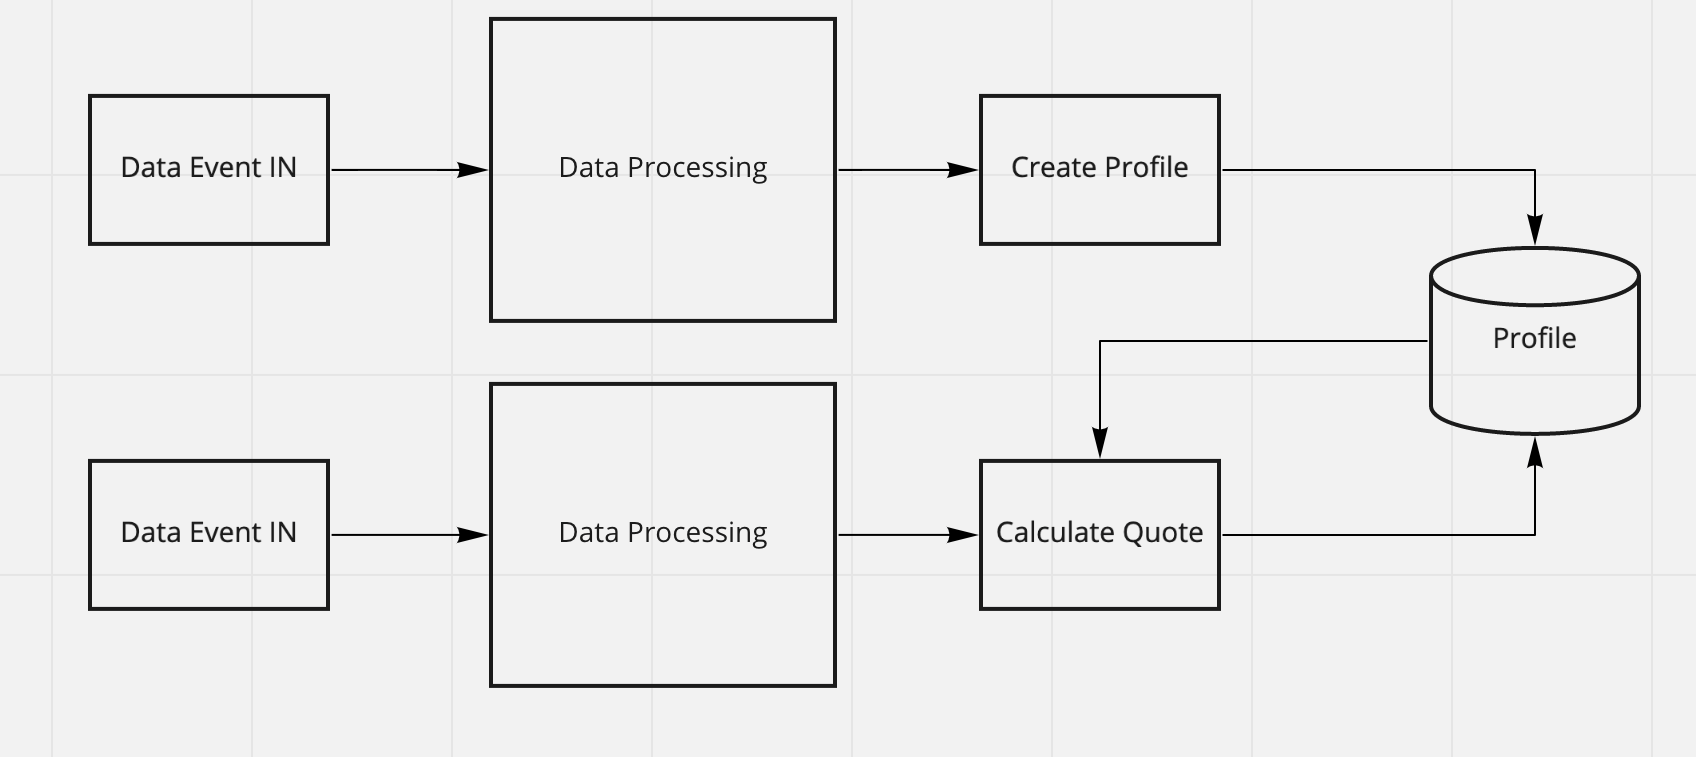 Data Event IN
Data Processing
Create Profile
Profile
Data Event IN
Data Processing
Calculate Quote